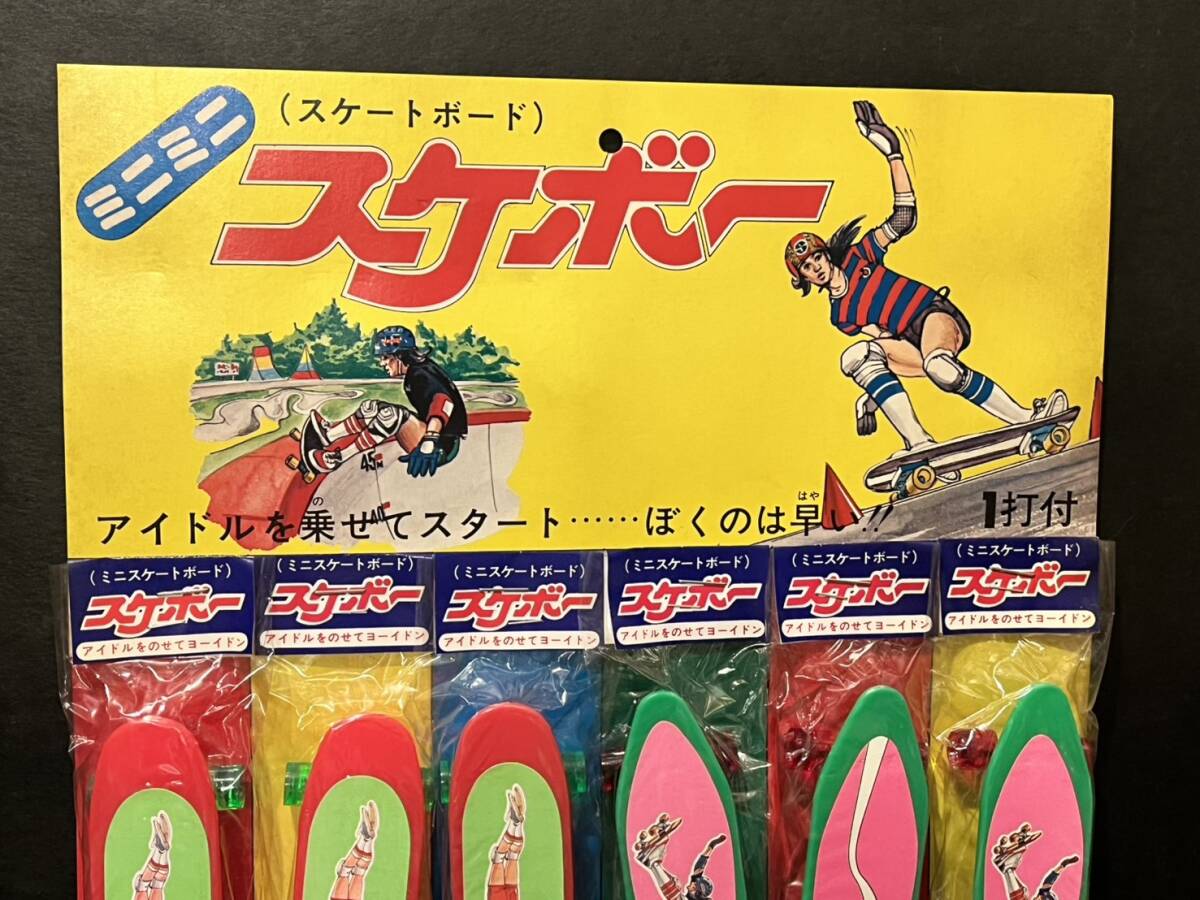 ミニミニ
(スケートボード)
スケボー
45
40
アイドルを乗せてスタート……ぼくのは早い!!
の
はや
1打付
(ミニスケートボード)
スケボー
アイドルをのせてヨーイドン
(ミニスケートボード)
スケボー
アイドルをのせてヨーイドン
(ミニスケートボード)
スケボー
アイドルをのせてヨーイドン
(ミニスケートボード)
スケボー
アイドルをのせてヨーイドン
(ミニスケートボード)
スケボー
アイドルをのせてヨーイドン
(ミニスケートボード)
スケボー
アイドルをのせてヨーイドン